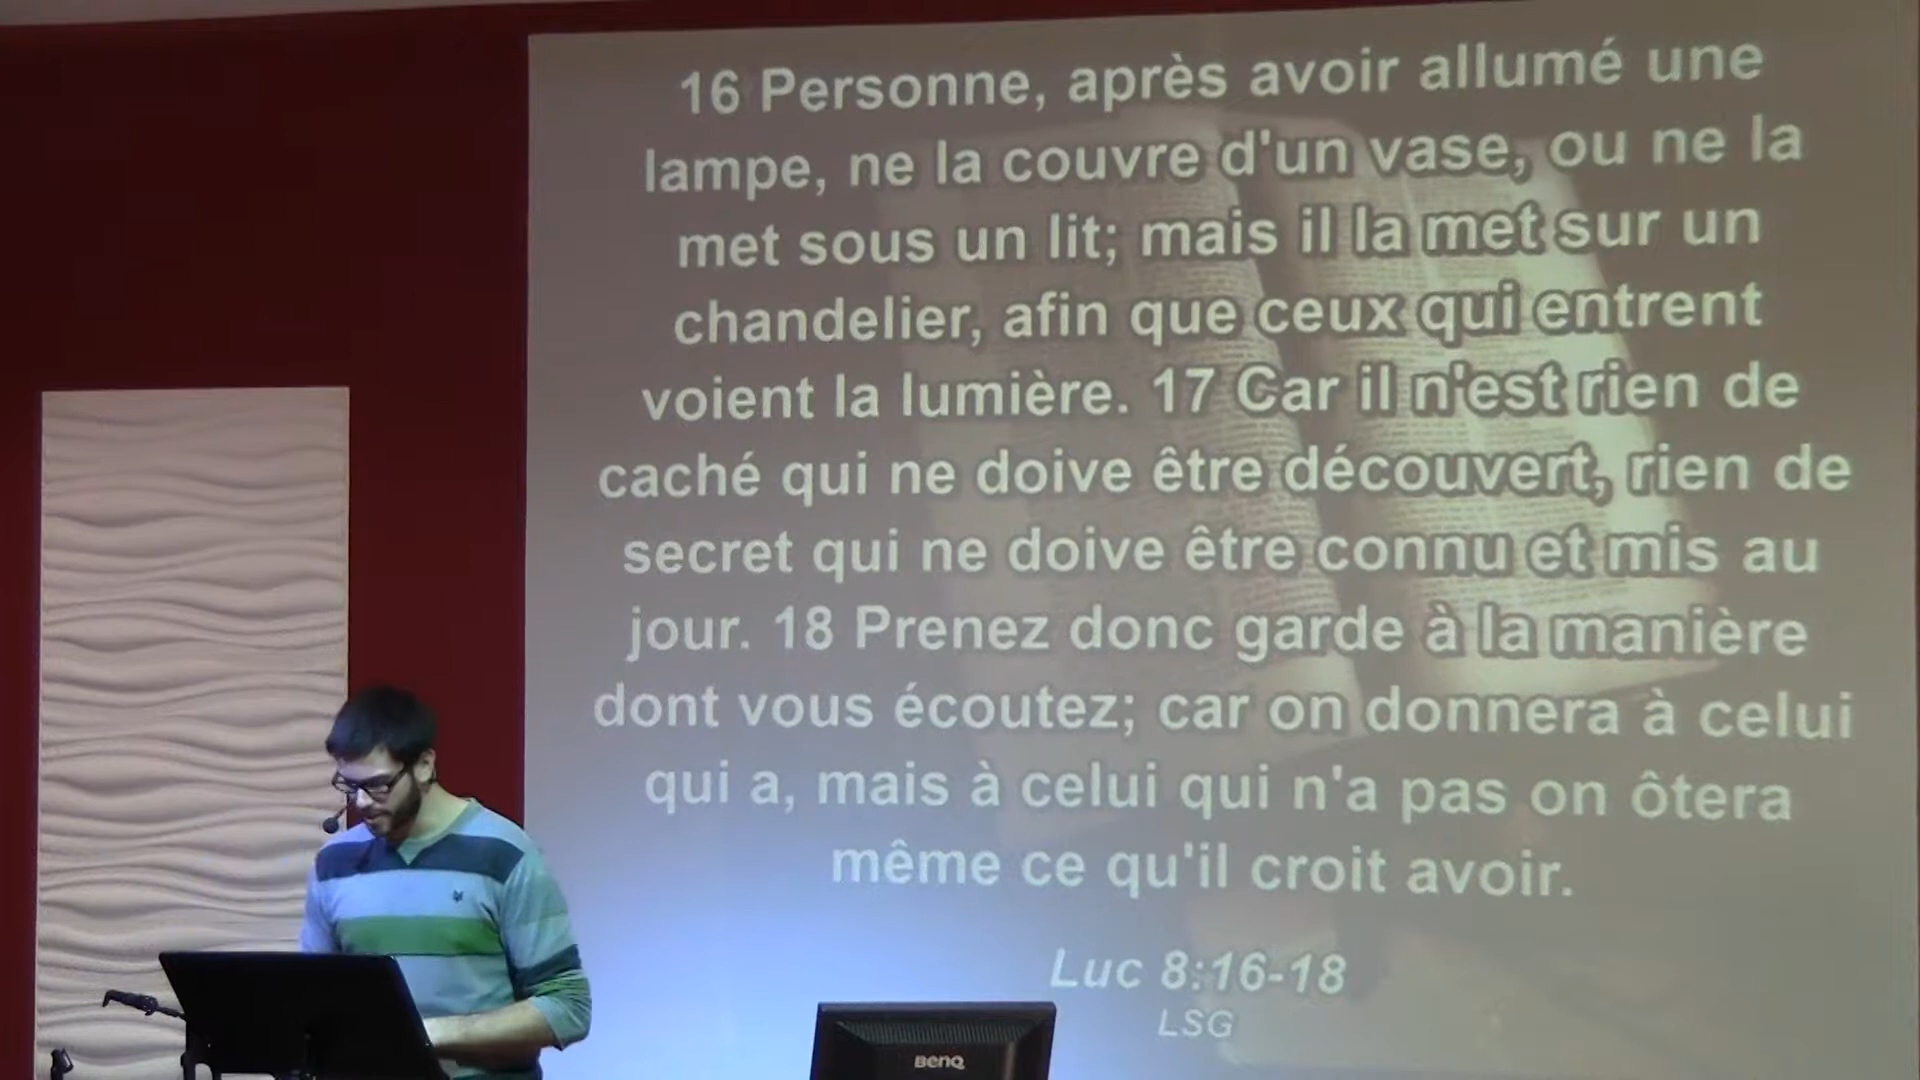 16 Personne, après avoir allumé une
lampe, ne la couvre d'un vase, ou ne la
met sous un lit; mais il la met sur un
chandelier, afin que ceux qui entrent
voient la lumière. 17 Car il n'est rien de
caché qui ne doive être découvert, rien de
secret qui ne doive être connu et mis au
jour. 18 Prenez donc garde à la manière
dont vous écoutez; car on donnera à celui
qui a, mais à celui qui n'a pas on ôtera
même ce qu'il croit avoir.
Luc 8:16-18
LSG
BenQ